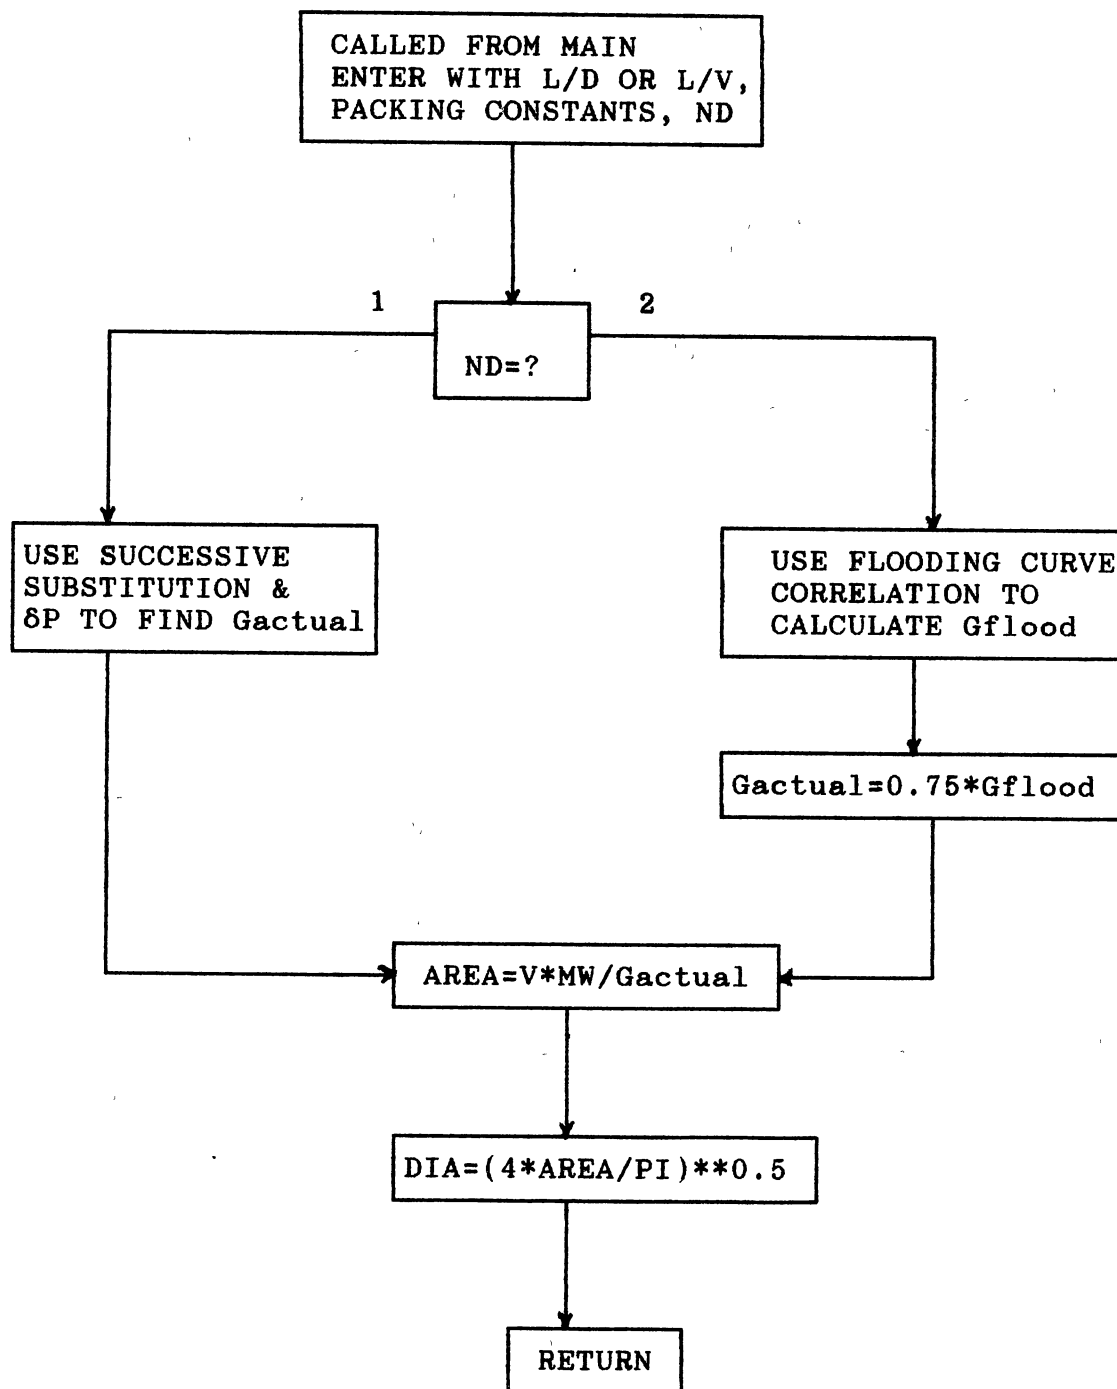 CALLED FROM MAIN
ENTER WITH L/D OR L/V,
PACKING CONSTANTS, ND
1
2
ND=?
USE SUCCESSIVE
SUBSTITUTION &
δP TO FIND Gactual
USE FLOODING CURVE
CORRELATION TO
CALCULATE Gflood
Gactual=0.75*Gflood
AREA=V*MW/Gactual
DIA=(4*AREA/PI)**0.5
RETURN